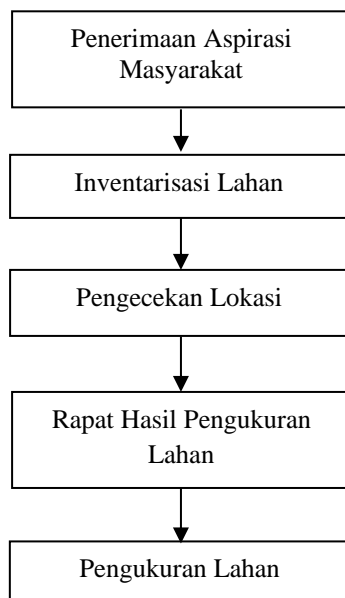 Penerimaan Aspirasi
Masyarakat
Inventarisasi Lahan
Pengecekan Lokasi
Rapat Hasil Pengukuran
Lahan
Pengukuran Lahan